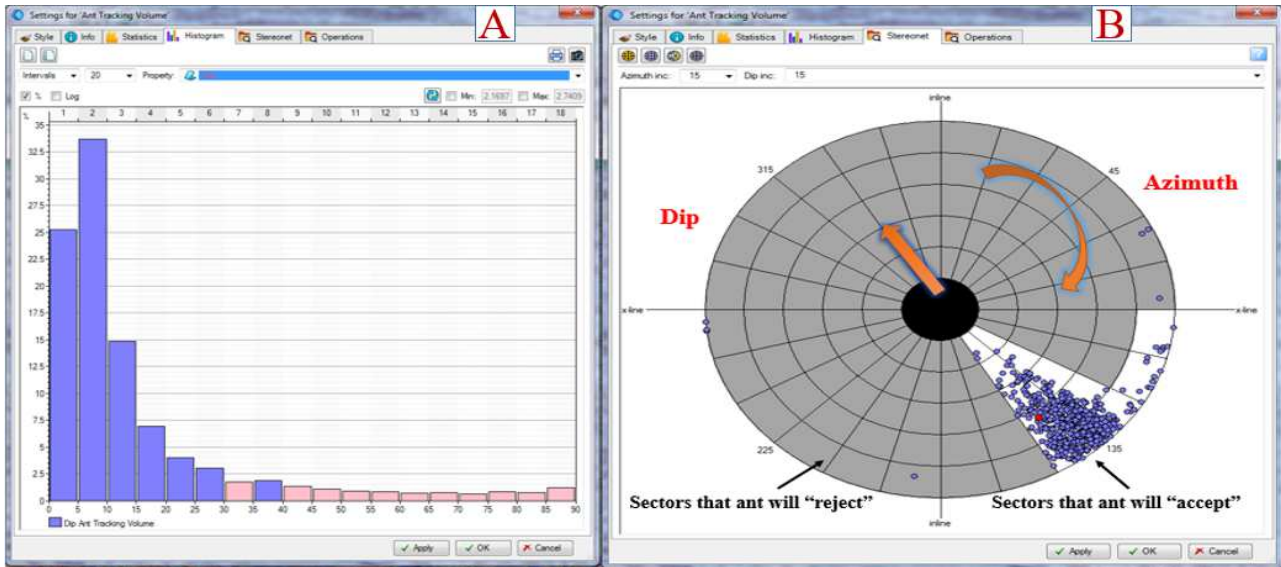 Settings for 'Ant Tracking Volume'
A
Style Info Statistics Histogram Stereonet Operations
Intervals 20 Property:
% Log Min: 2.1687 Max: 2.7409
% 1 2 3 4 5 6 7 8 9 10 11 12 13 14 15 16 17 18
35
32.5
30
27.5
25
22.5
20
17.5
15
12.5
10
7.5
5
2.5
0
0 5 10 15 20 25 30 35 40 45 50 55 60 65 70 75 80 85 90
Dip Ant Tracking Volume
Apply OK Cancel
Settings for 'Ant Tracking Volume'
B
Style Info Statistics Histogram Stereonet Operations
Azimuth inc: 15 Dip inc: 15
inline
315
45
Azimuth
Dip
x-line
x-line
225
135
Sectors that ant will “reject”
Sectors that ant will “accept”
inline
Apply OK Cancel